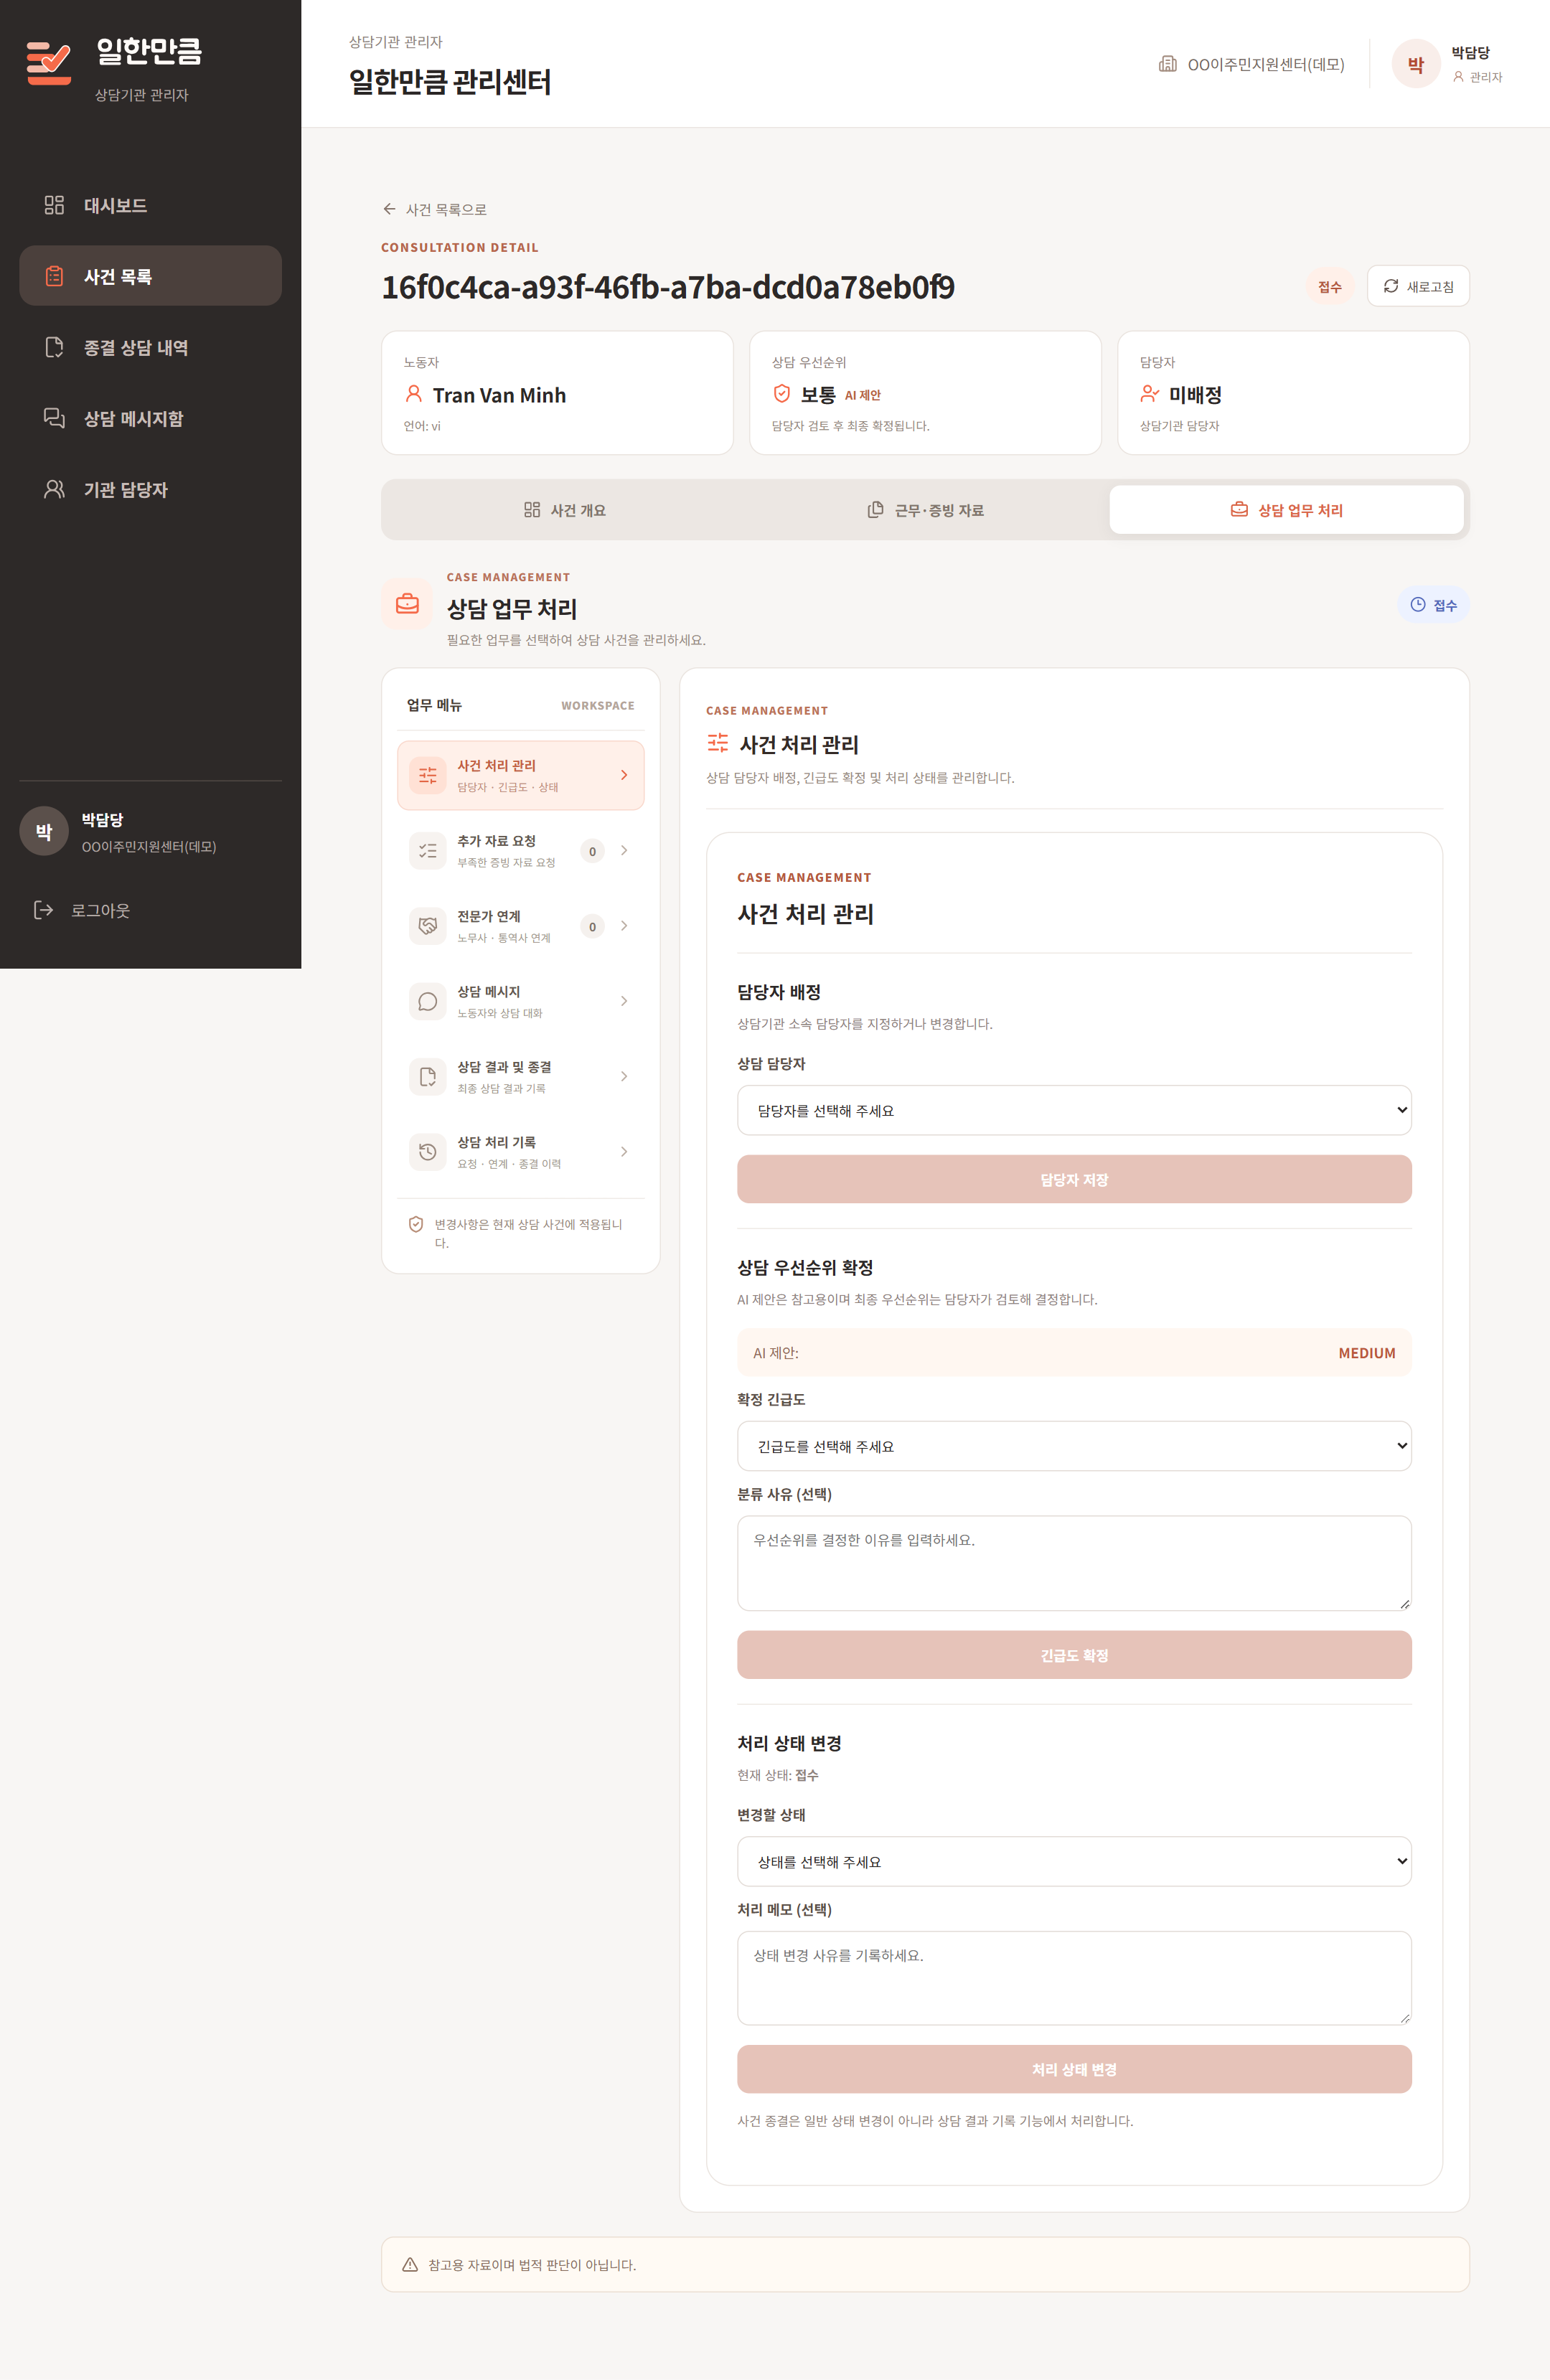 일한만큼
상담기관 관리자
대시보드
사건 목록
종결 상담 내역
상담 메시지함
기관 담당자
박
박담당
OO이주민지원센터(데모)
로그아웃
상담기관 관리자
일한만큼 관리센터
OO이주민지원센터(데모)
박
박담당
관리자
사건 목록으로
CONSULTATION DETAIL
16f0c4ca-a93f-46fb-a7ba-dcd0a78eb0f9
접수
새로고침
노동자
Tran Van Minh
언어: vi
상담 우선순위
보통 AI 제안
담당자 검토 후 최종 확정됩니다.
담당자
미배정
상담기관 담당자
사건 개요
근무·증빙 자료
상담 업무 처리
CASE MANAGEMENT
상담 업무 처리
필요한 업무를 선택하여 상담 사건을 관리하세요.
접수
업무 메뉴
WORKSPACE
사건 처리 관리
담당자 · 긴급도 · 상태
추가 자료 요청
부족한 증빙 자료 요청
0
전문가 연계
노무사 · 통역사 연계
0
상담 메시지
노동자와 상담 대화
상담 결과 및 종결
최종 상담 결과 기록
상담 처리 기록
요청 · 연계 · 종결 이력
변경사항은 현재 상담 사건에 적용됩니
다.
CASE MANAGEMENT
사건 처리 관리
상담 담당자 배정, 긴급도 확정 및 처리 상태를 관리합니다.
CASE MANAGEMENT
사건 처리 관리
담당자 배정
상담기관 소속 담당자를 지정하거나 변경합니다.
상담 담당자
담당자를 선택해 주세요
담당자 저장
상담 우선순위 확정
AI 제안은 참고용이며 최종 우선순위는 담당자가 검토해 결정합니다.
AI 제안:
MEDIUM
확정 긴급도
긴급도를 선택해 주세요
분류 사유 (선택)
우선순위를 결정한 이유를 입력하세요.
긴급도 확정
처리 상태 변경
현재 상태: 접수
변경할 상태
상태를 선택해 주세요
처리 메모 (선택)
상태 변경 사유를 기록하세요.
처리 상태 변경
사건 종결은 일반 상태 변경이 아니라 상담 결과 기록 기능에서 처리합니다.
참고용 자료이며 법적 판단이 아닙니다.